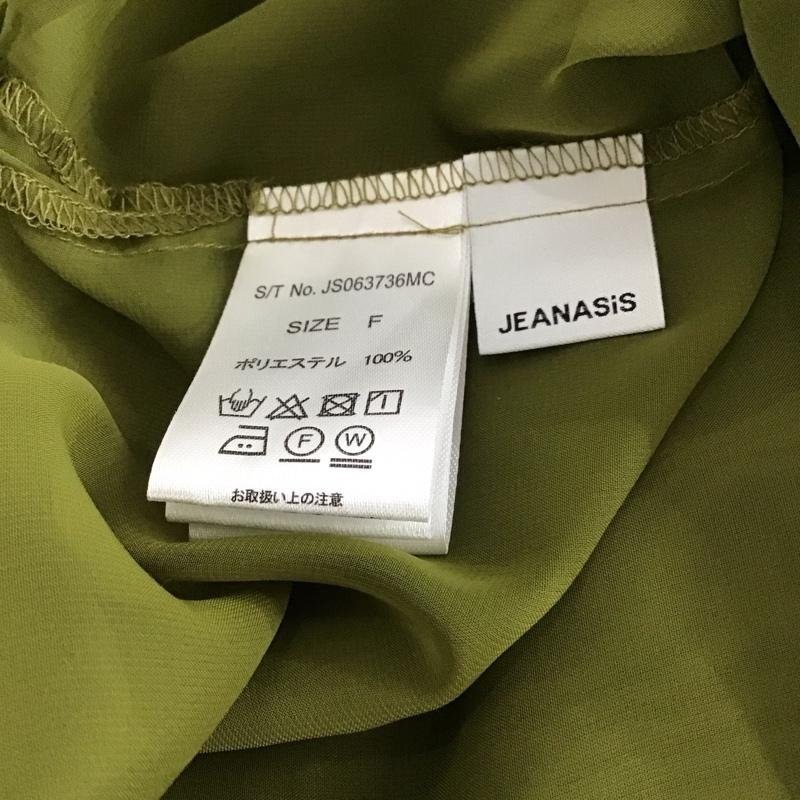 S/T No. JS063736MC
SIZE F
ポリエステル 100%
F W
お取扱い上の注意
JEANASiS